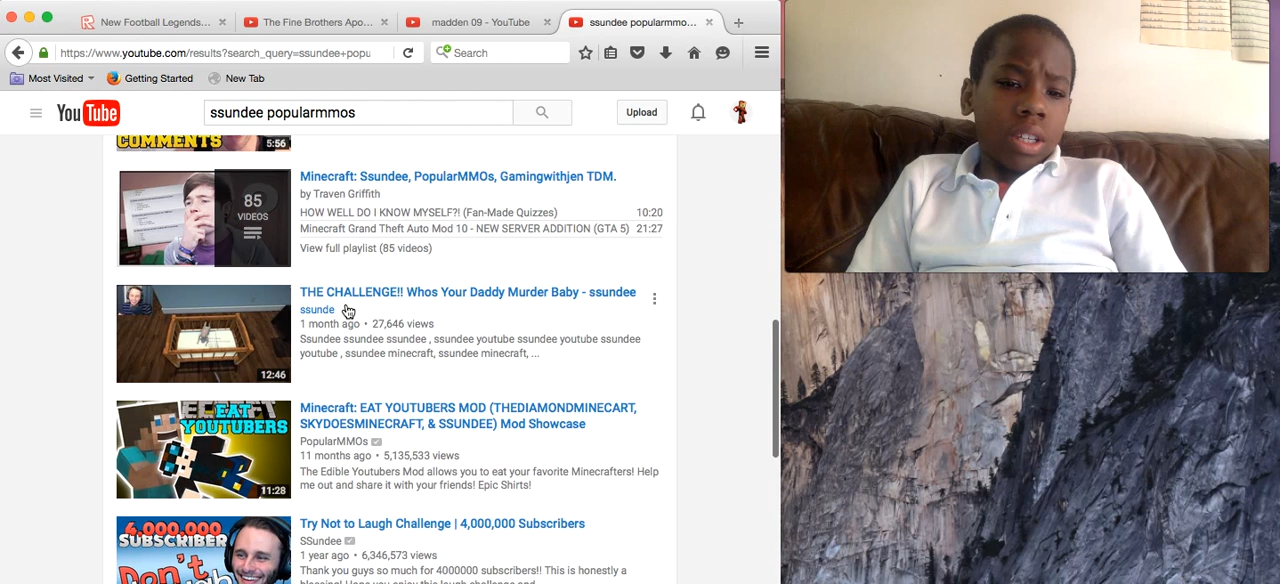 New Football Legends...
The Fine Brothers Apo...
madden 09 - YouTube
ssundee popularmmo...
https://www.youtube.com/results?search_query=ssundee+popu
Search
Most Visited
Getting Started
New Tab
YouTube
ssundee popularmmos
Upload
COMMENTS
5:56
85
VIDEOS
Minecraft: Ssundee, PopularMMOs, Gamingwithjen TDM.
by Traven Griffith
HOW WELL DO I KNOW MYSELF?! (Fan-Made Quizzes) 10:20
Minecraft Grand Theft Auto Mod 10 - NEW SERVER ADDITION (GTA 5) 21:27
View full playlist (85 videos)
12:46
THE CHALLENGE!! Whos Your Daddy Murder Baby - ssundee
ssunde
1 month ago • 27,646 views
Ssundee ssundee ssundee , ssundee youtube ssundee youtube ssundee
youtube , ssundee minecraft, ssundee minecraft, ...
EAT
YOUTUBERS
11:28
Minecraft: EAT YOUTUBERS MOD (THEDIAMONDMINECART,
SKYDOESMINECRAFT, & SSUNDEE) Mod Showcase
PopularMMOs
11 months ago • 5,135,533 views
The Edible Youtubers Mod allows you to eat your favorite Minecrafters! Help
me out and share it with your friends! Epic Shirts!
4,000,000
SUBSCRIBER
Don't
Try Not to Laugh Challenge | 4,000,000 Subscribers
SSundee
1 year ago • 6,346,573 views
Thank you guys so much for 4000000 subscribers!! This is honestly a